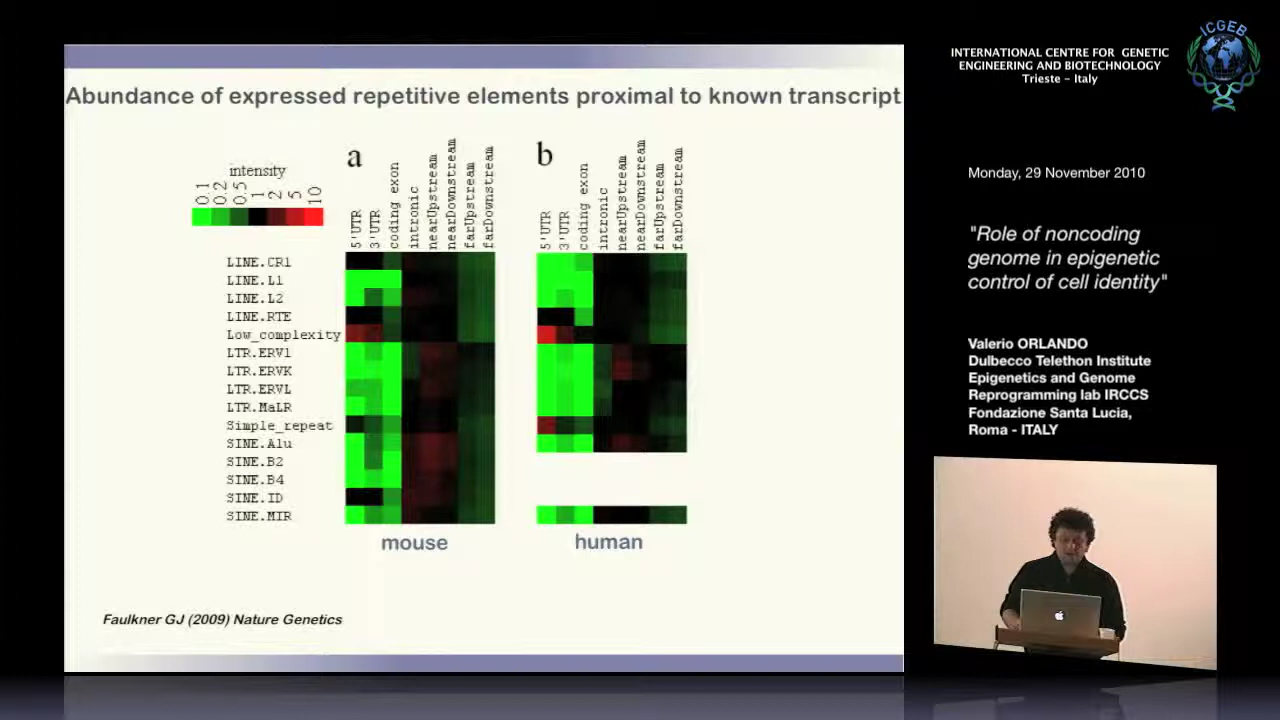 Abundance of expressed repetitive elements proximal to known transcript
intensity
0.1
0.2
0.5
1
2
5
10
a
5'UTR
3'UTR
coding exon
intronic
nearUpstream
nearDownstream
farUpstream
farDownstream
b
5'UTR
3'UTR
coding exon
intronic
nearUpstream
nearDownstream
farUpstream
farDownstream
LINE.CR1
LINE.L1
LINE.L2
LINE.RTE
Low_complexity
LTR.ERV1
LTR.ERVK
LTR.ERVL
LTR.MaLR
Simple_repeat
SINE.Alu
SINE.B2
SINE.B4
SINE.ID
SINE.MIR
mouse
human
Faulkner GJ (2009) Nature Genetics
INTERNATIONAL CENTRE FOR GENETIC
ENGINEERING AND BIOTECHNOLOGY
Trieste - Italy
ICGEB
Monday, 29 November 2010
"Role of noncoding
genome in epigenetic
control of cell identity"
Valerio ORLANDO
Dulbecco Telethon Institute
Epigenetics and Genome
Reprogramming lab IRCCS
Fondazione Santa Lucia,
Roma - ITALY